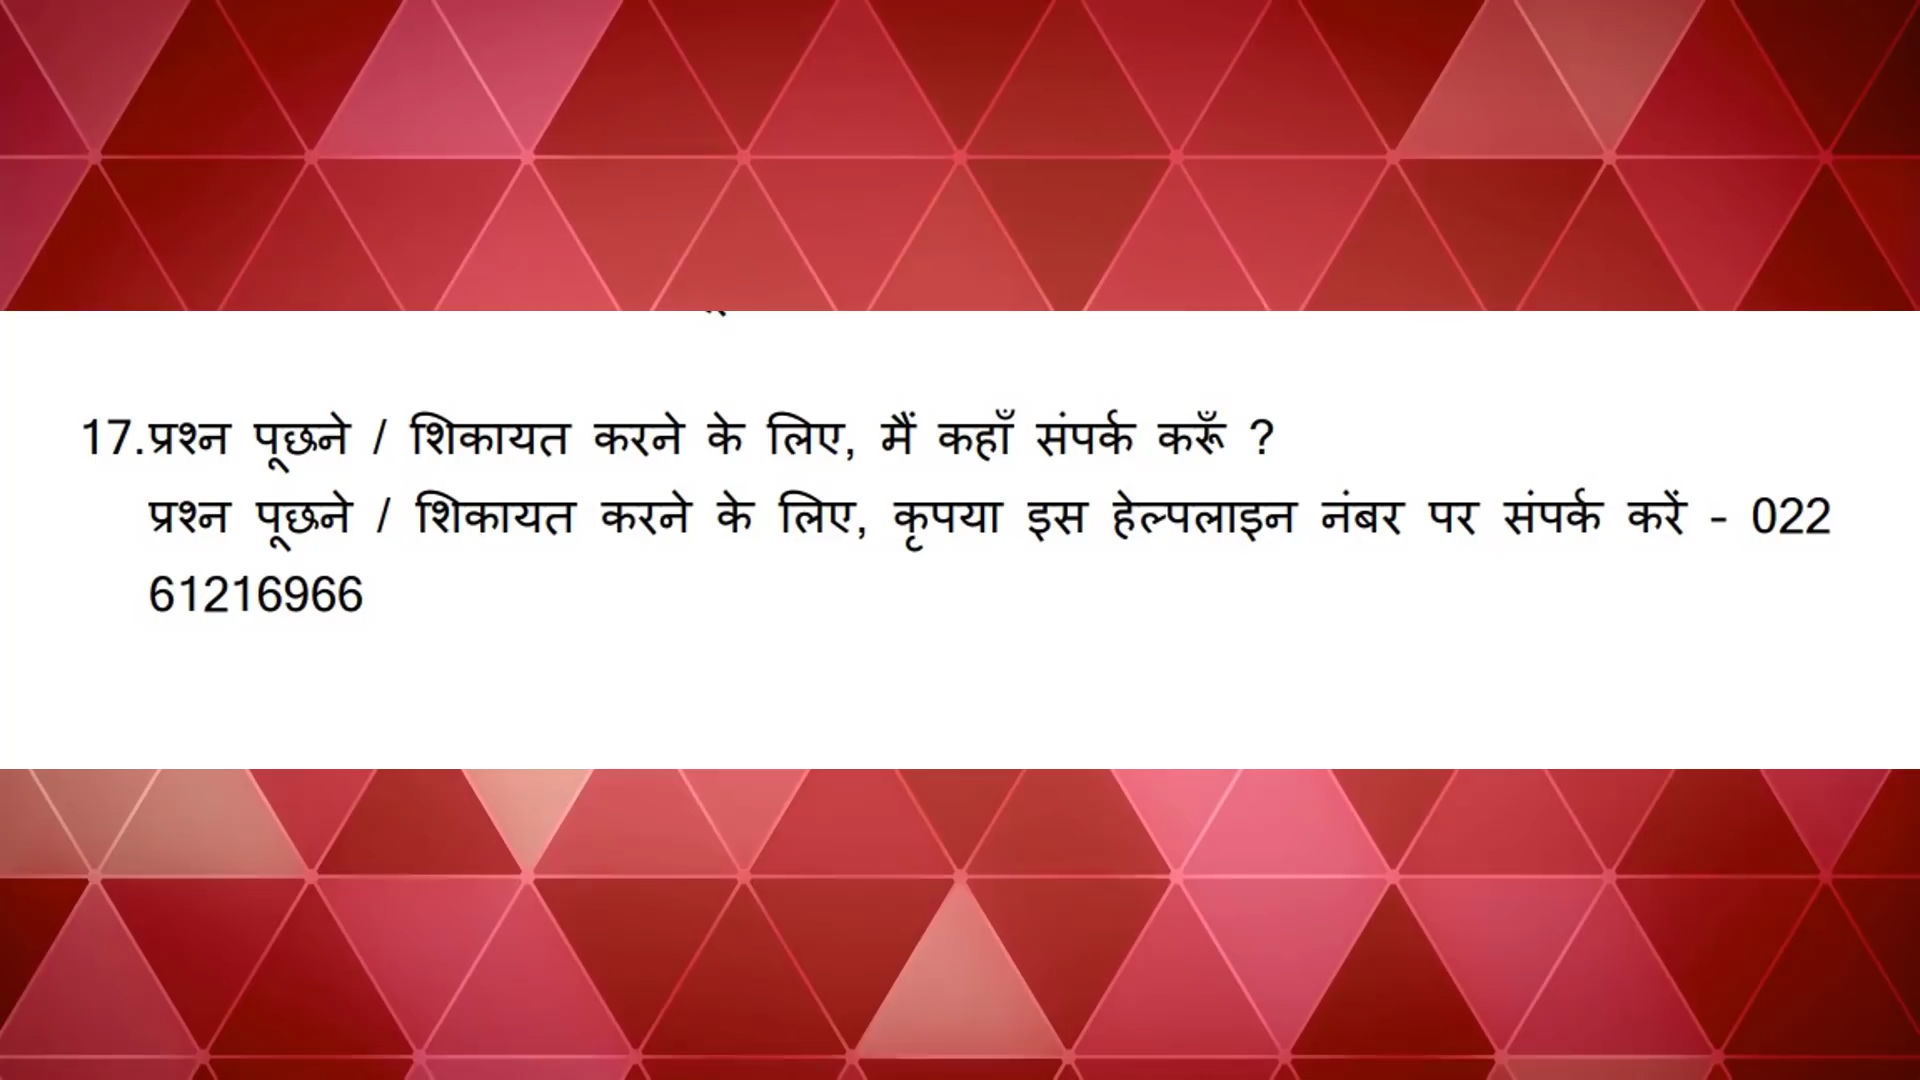 17.प्रश्न पूछने / शिकायत करने के लिए, मैं कहाँ संपर्क करूँ ?
प्रश्न पूछने / शिकायत करने के लिए, कृपया इस हेल्पलाइन नंबर पर संपर्क करें - 022
61216966